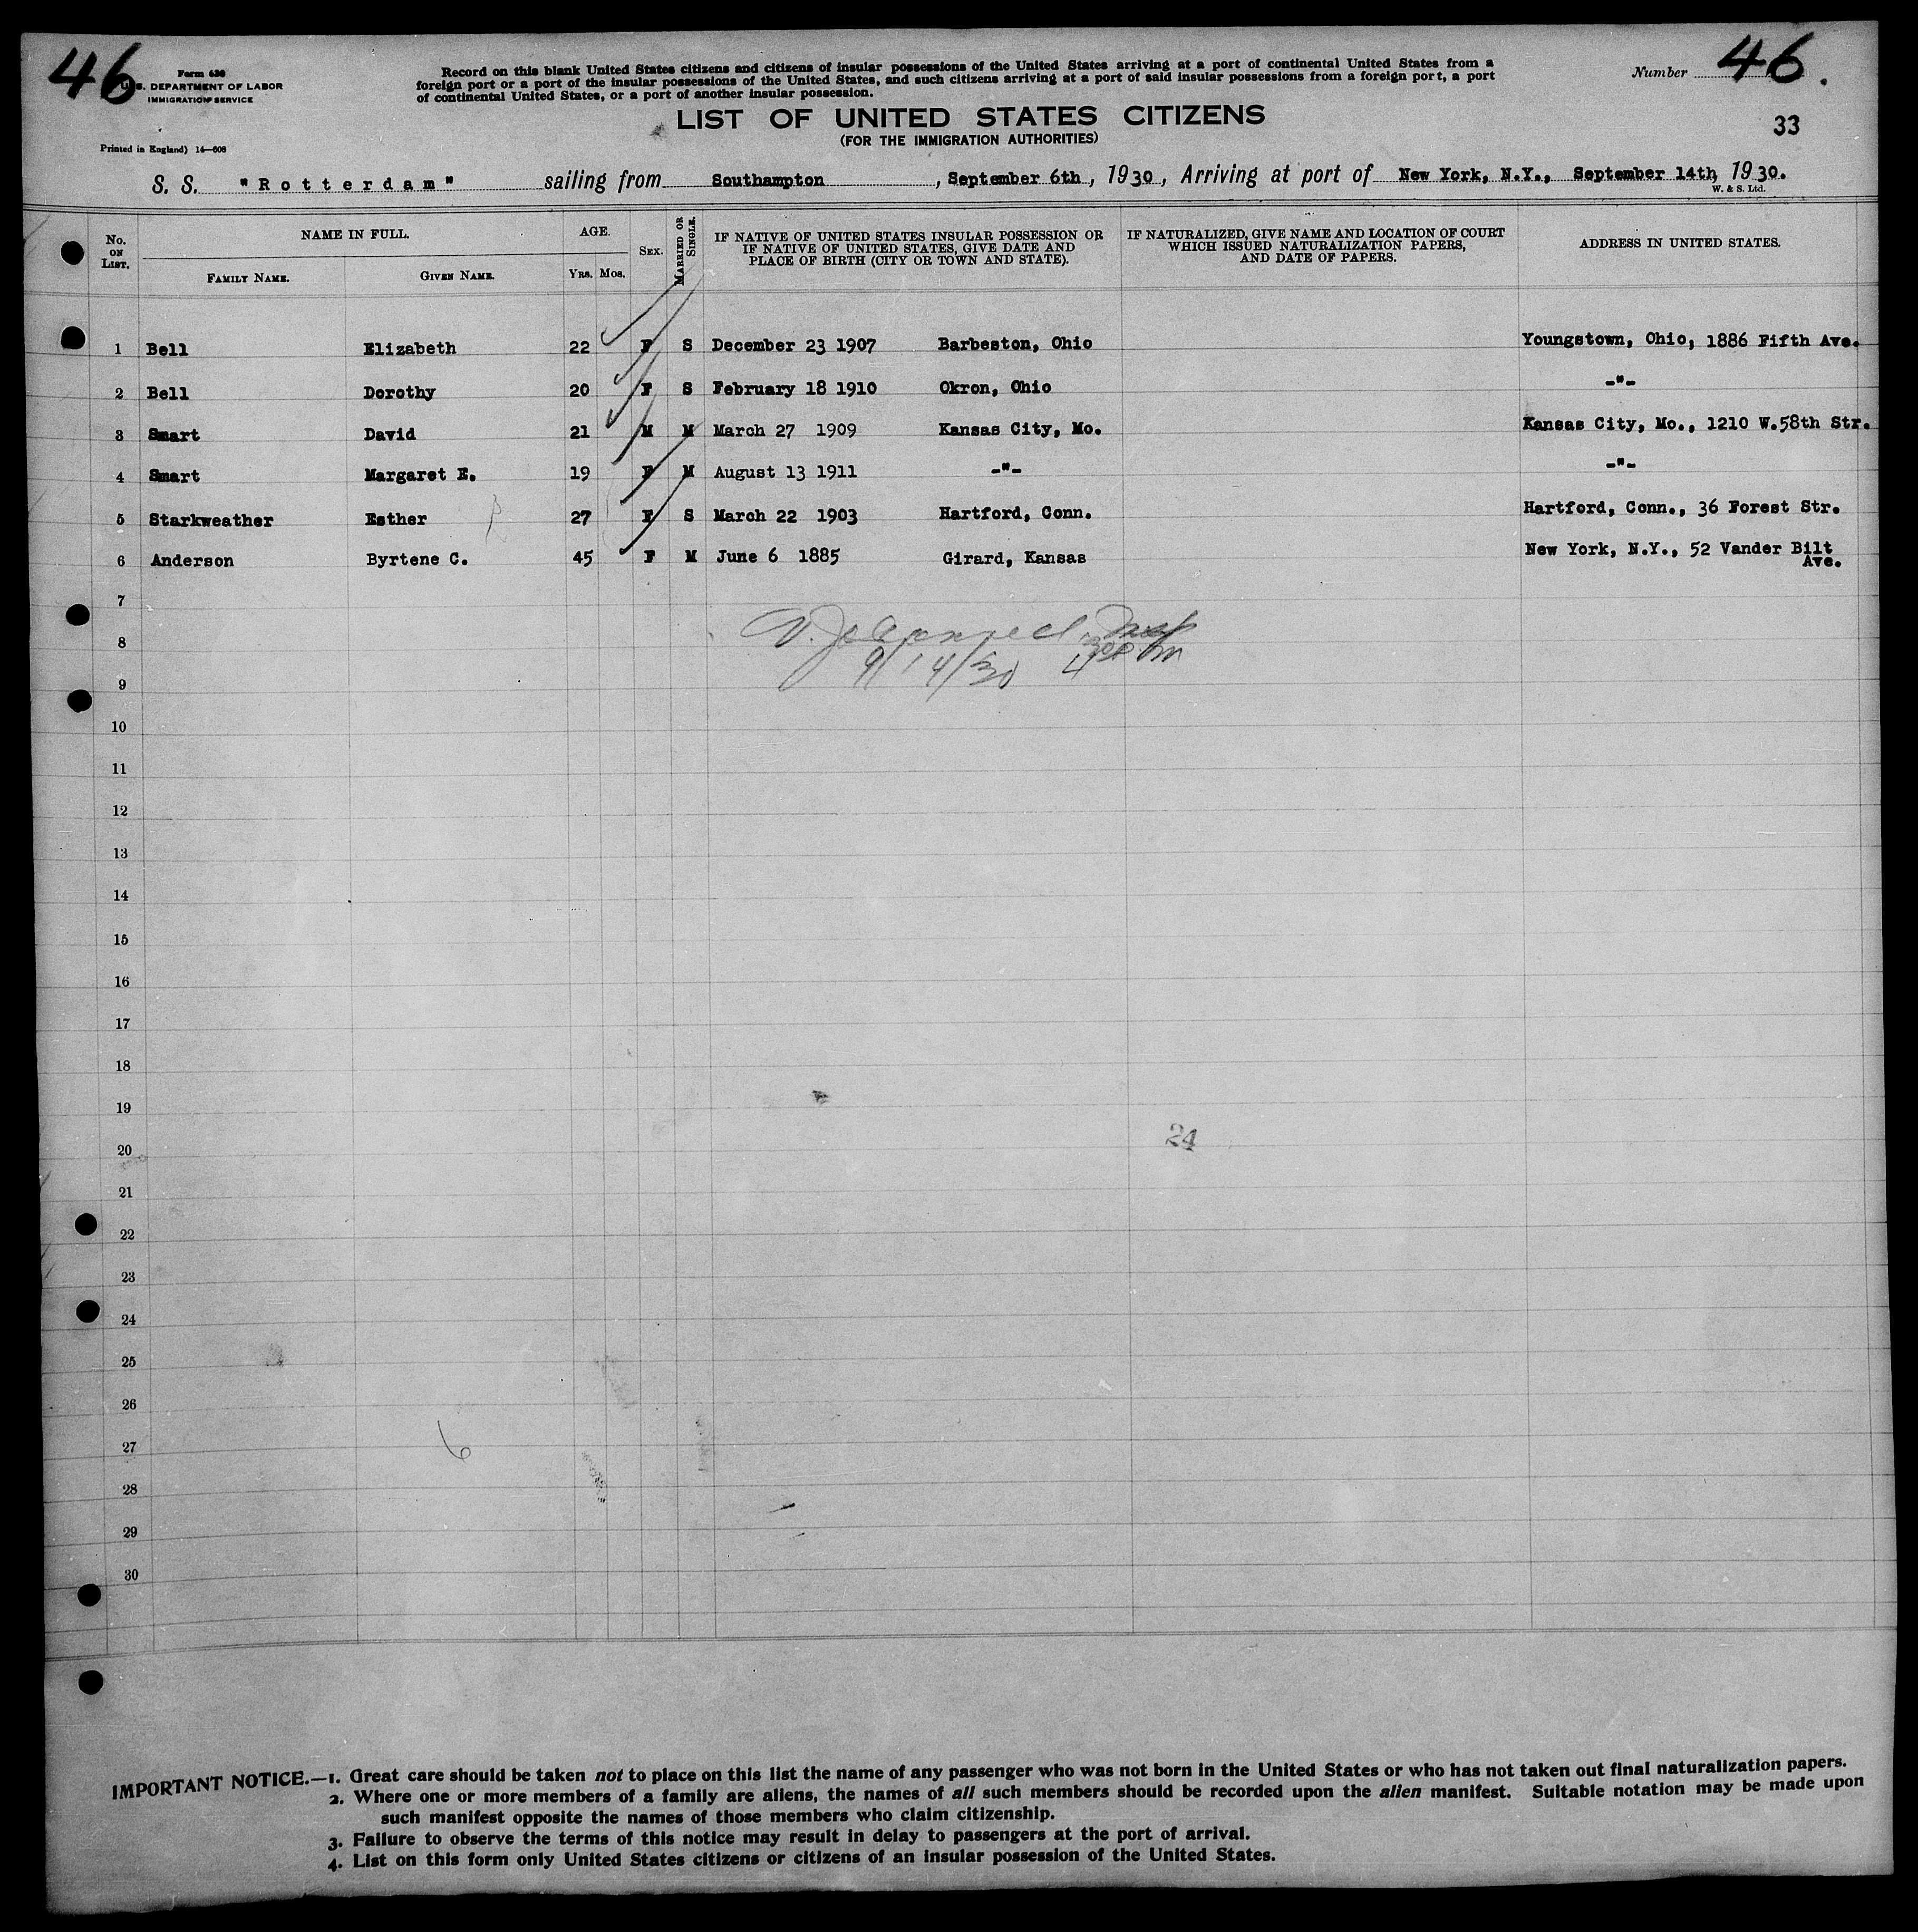 46
46.
Form 630
U.S. DEPARTMENT OF LABOR
IMMIGRATION SERVICE
Printed in England) 14—608
Record on this blank United States citizens and citizens of insular possessions of the United States arriving at a port of continental United States from a
foreign port or a port of the insular possessions of the United States, and such citizens arriving at a port of said insular possessions from a foreign port, a port
of continental United States, or a port of another insular possession.
Number
LIST OF UNITED STATES CITIZENS
(FOR THE IMMIGRATION AUTHORITIES)
33
S. S. "Rotterdam" sailing from Southampton, September 6th, 1930, Arriving at port of New York, N.Y., September 14th, 1930.
W. & S. Ltd.
No. ON LIST.
NAME IN FULL.
FAMILY NAME. GIVEN NAME.
AGE.
YRS. MOS.
SEX.
MARRIED OR SINGLE.
IF NATIVE OF UNITED STATES INSULAR POSSESSION OR
IF NATIVE OF UNITED STATES, GIVE DATE AND
PLACE OF BIRTH (CITY OR TOWN AND STATE).
IF NATURALIZED, GIVE NAME AND LOCATION OF COURT
WHICH ISSUED NATURALIZATION PAPERS,
AND DATE OF PAPERS.
ADDRESS IN UNITED STATES.
1 Bell Elizabeth 22 F S December 23 1907 Barbeston, Ohio Youngstown, Ohio, 1886 Fifth Ave.
2 Bell Dorothy 20 F S February 18 1910 Okron, Ohio -"-
3 Smart David 21 M M March 27 1909 Kansas City, Mo. Kansas City, Mo., 1210 W.58th Str.
4 Smart Margaret E. 19 F M August 13 1911 -"- -"-
5 Starkweather Esther 27 F S March 22 1903 Hartford, Conn. Hartford, Conn., 36 Forest Str.
6 Anderson Byrtene C. 45 F M June 6 1885 Girard, Kansas New York, N.Y., 52 Vander Bilt
Ave.
7
8
9/14/30
9
10
11
12
13
14
15
16
17
18
19
24
20
21
22
23
24
25
26
27
6
28
29
30
IMPORTANT NOTICE.—1. Great care should be taken not to place on this list the name of any passenger who was not born in the United States or who has not taken out final naturalization papers.
2. Where one or more members of a family are aliens, the names of all such members should be recorded upon the alien manifest. Suitable notation may be made upon
such manifest opposite the names of those members who claim citizenship.
3. Failure to observe the terms of this notice may result in delay to passengers at the port of arrival.
4. List on this form only United States citizens or citizens of an insular possession of the United States.